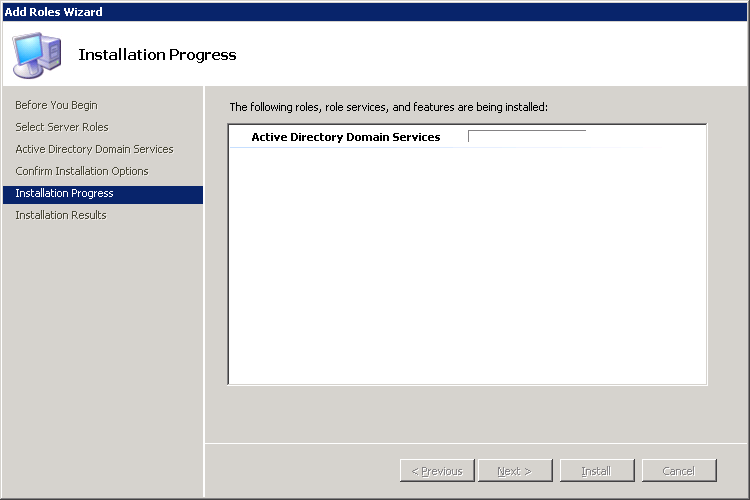 Add Roles Wizard
Installation Progress
Before You Begin
Select Server Roles
Active Directory Domain Services
Confirm Installation Options
Installation Progress
Installation Results
The following roles, role services, and features are being installed:
Active Directory Domain Services
< Previous Next > Install Cancel